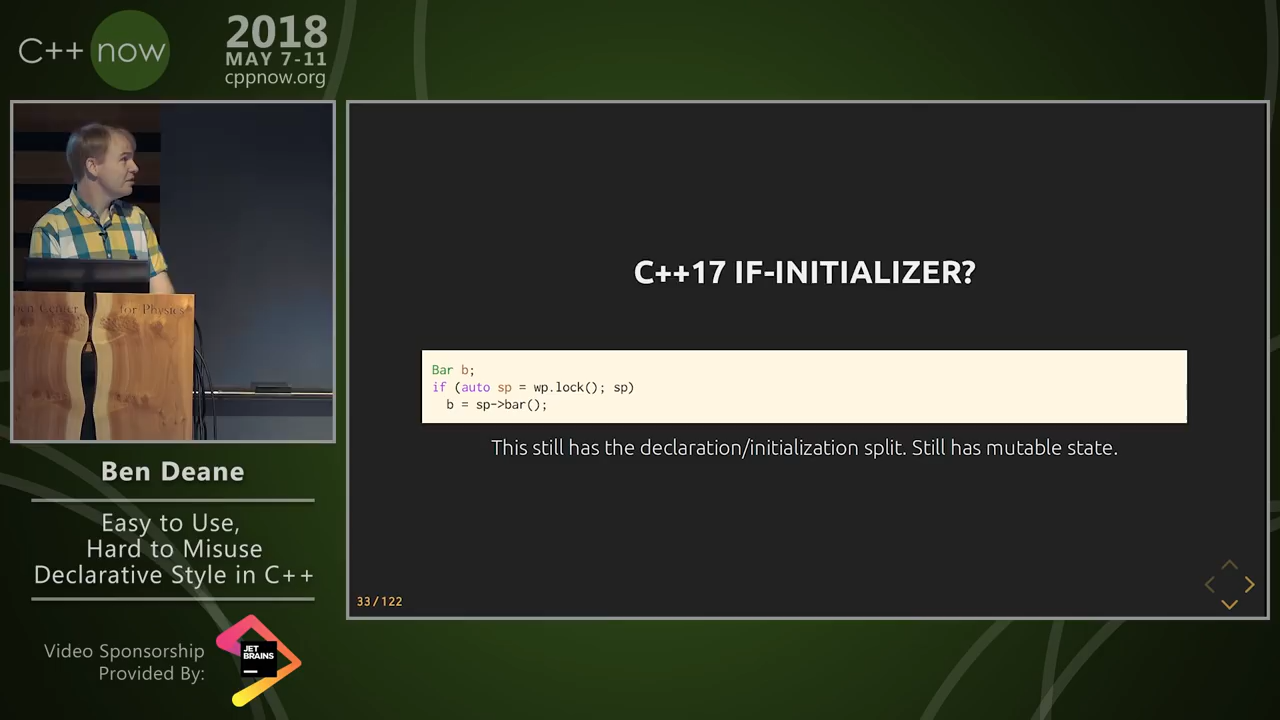 C++ now
2018
MAY 7-11
cppnow.org
for Physics
Ben Deane
Easy to Use,
Hard to Misuse
Declarative Style in C++
Video Sponsorship
Provided By:
JET
BRAINS
C++17 IF-INITIALIZER?
Bar b;
if (auto sp = wp.lock(); sp)
  b = sp->bar();
This still has the declaration/initialization split. Still has mutable state.
33/122